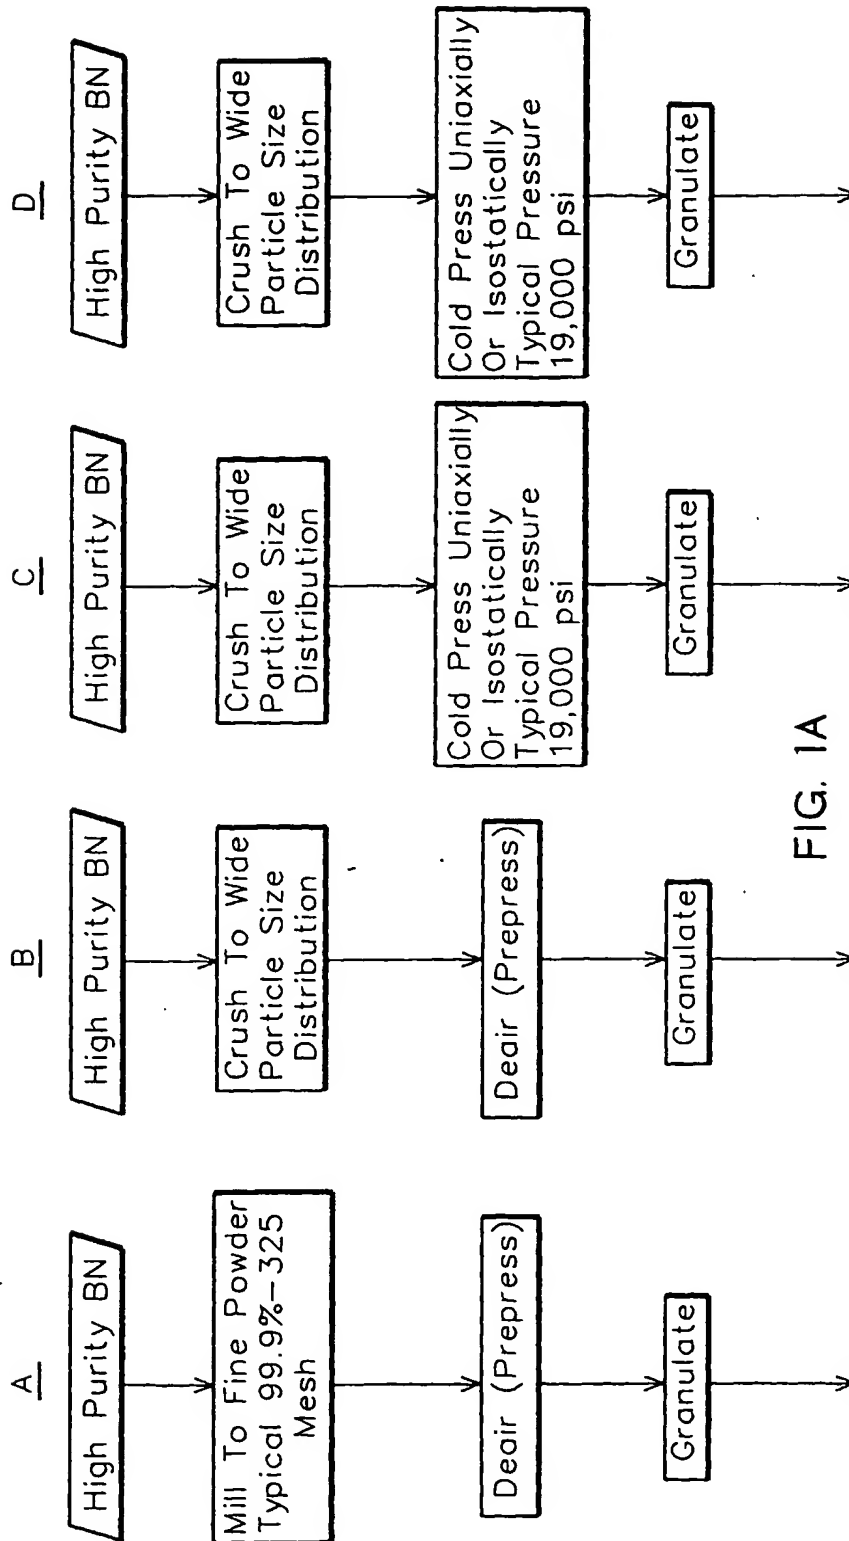 A
High Purity BN
Mill To Fine Powder
Typical 99.9%-325
Mesh
Deair (Prepress)
Granulate
B
High Purity BN
Crush To Wide
Particle Size
Distribution
Deair (Prepress)
Granulate
C
High Purity BN
Crush To Wide
Particle Size
Distribution
Cold Press Uniaxially
Or Isostatically
Typical Pressure
19,000 psi
Granulate
D
High Purity BN
Crush To Wide
Particle Size
Distribution
Cold Press Uniaxially
Or Isostatically
Typical Pressure
19,000 psi
Granulate
FIG. 1A